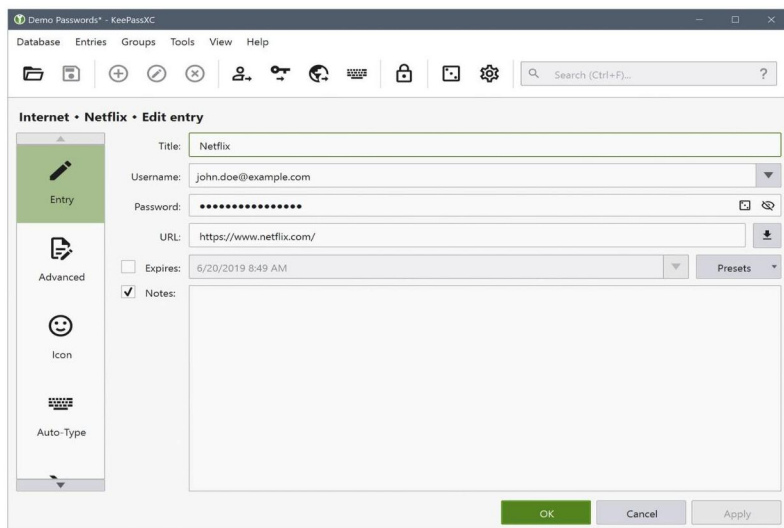 Demo Passwords* - KeePassXC
Database Entries Groups Tools View Help
Search (Ctrl+F)... ?
Internet • Netflix • Edit entry
Title: Netflix
Username: john.doe@example.com
Entry
Password: ••••••••••••••••
URL: https://www.netflix.com/
Advanced
Expires: 6/20/2019 8:49 AM Presets
Notes:
Icon
Auto-Type
OK Cancel Apply